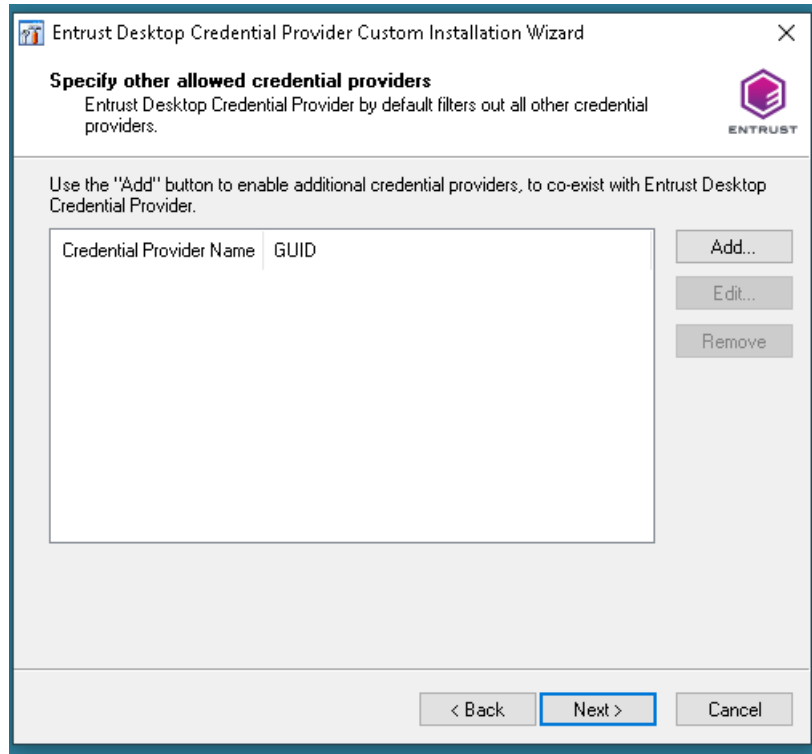 Entrust Desktop Credential Provider Custom Installation Wizard
Specify other allowed credential providers
Entrust Desktop Credential Provider by default filters out all other credential
providers.
ENTRUST
Use the "Add" button to enable additional credential providers, to co-exist with Entrust Desktop
Credential Provider.
Credential Provider Name GUID
Add...
Edit...
Remove
< Back Next > Cancel